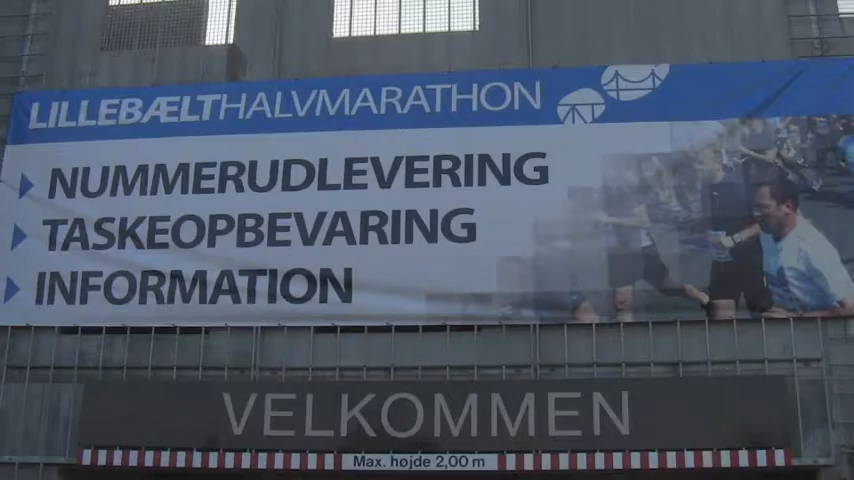 LILLEBÆLTHALVMARATHON
NUMMERUDLEVERING
TASKEOPBEVARING
INFORMATION
VELKOMMEN
Max. højde 2,00 m